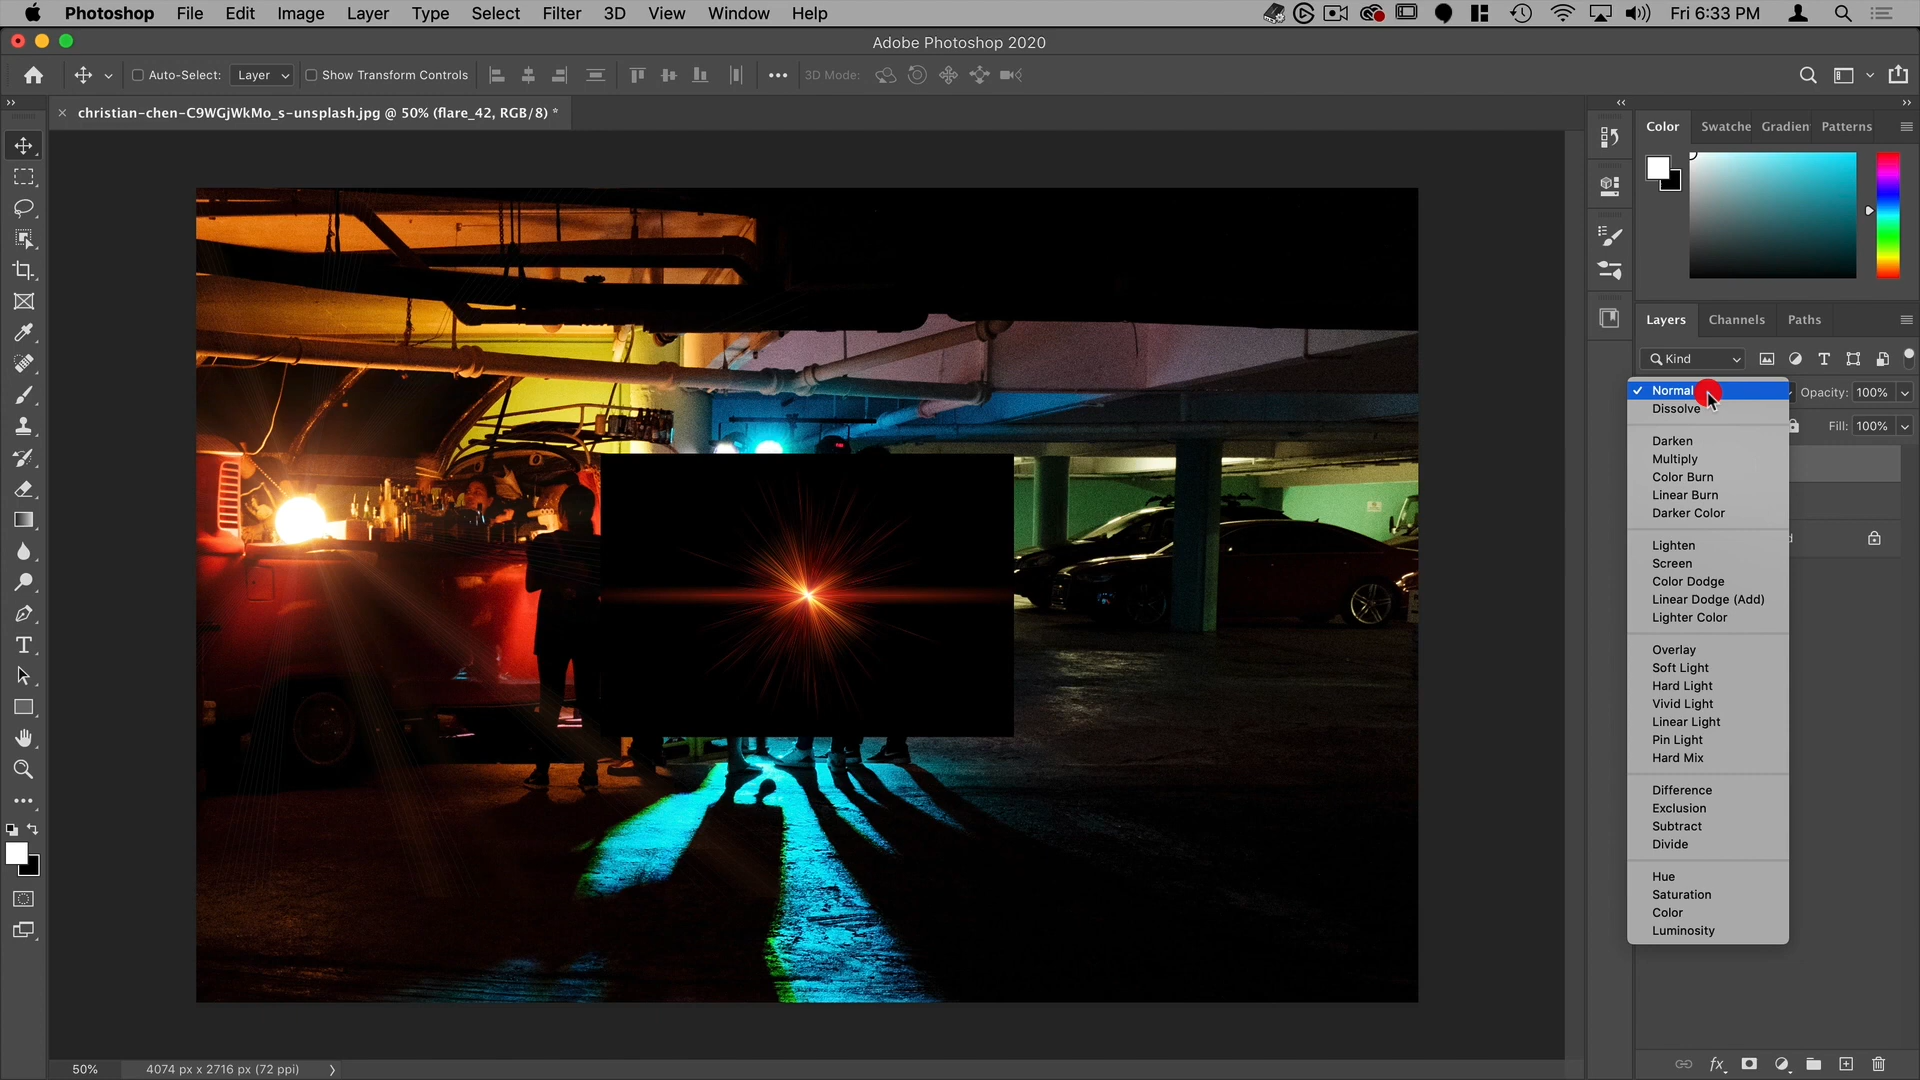 Photoshop File Edit Image Layer Type Select Filter 3D View Window Help Fri 6:33 PM
Adobe Photoshop 2020
Auto-Select: Layer Show Transform Controls 3D Mode:
christian-chen-C9WGjWkMo_s-unsplash.jpg @ 50% (flare_42, RGB/8) *
Color Swatche Gradien Patterns
Layers Channels Paths
Kind
Normal Opacity: 100%
Dissolve
Fill: 100%
Darken
Multiply
Color Burn
Linear Burn
Darker Color
Lighten
Screen
Color Dodge
Linear Dodge (Add)
Lighter Color
Overlay
Soft Light
Hard Light
Vivid Light
Linear Light
Pin Light
Hard Mix
Difference
Exclusion
Subtract
Divide
Hue
Saturation
Color
Luminosity
50% 4074 px x 2716 px (72 ppi)
fx